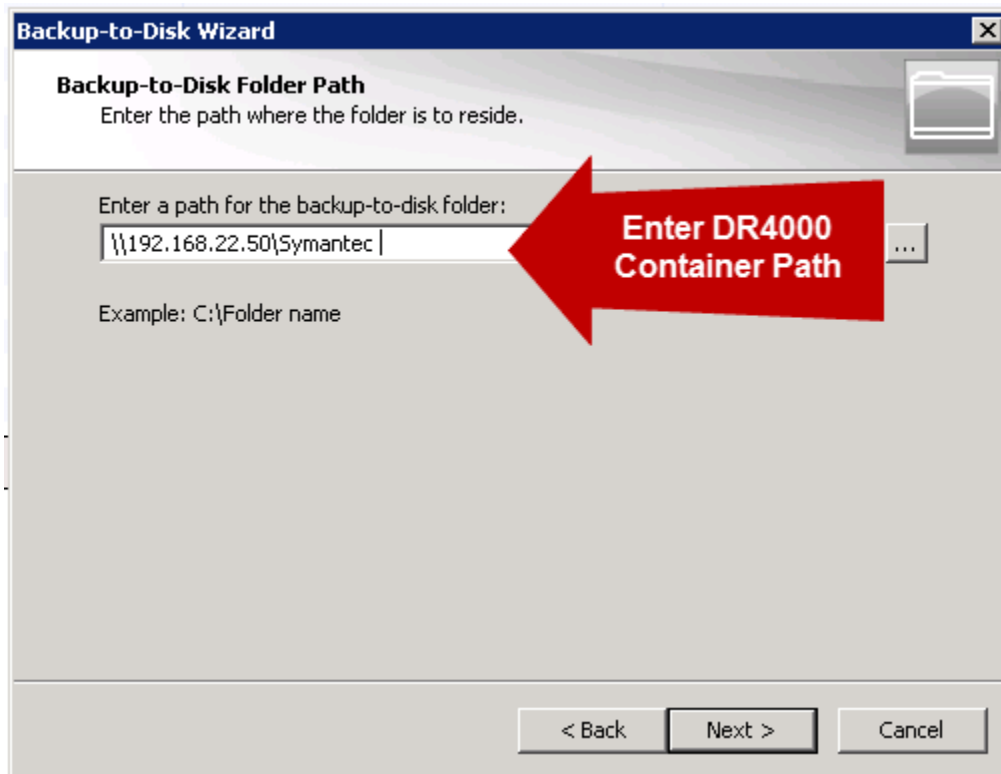 Backup-to-Disk Wizard
Backup-to-Disk Folder Path
Enter the path where the folder is to reside.
Enter a path for the backup-to-disk folder:
\\192.168.22.50\Symantec
...
Enter DR4000
Container Path
Example: C:\Folder name
< Back
Next >
Cancel